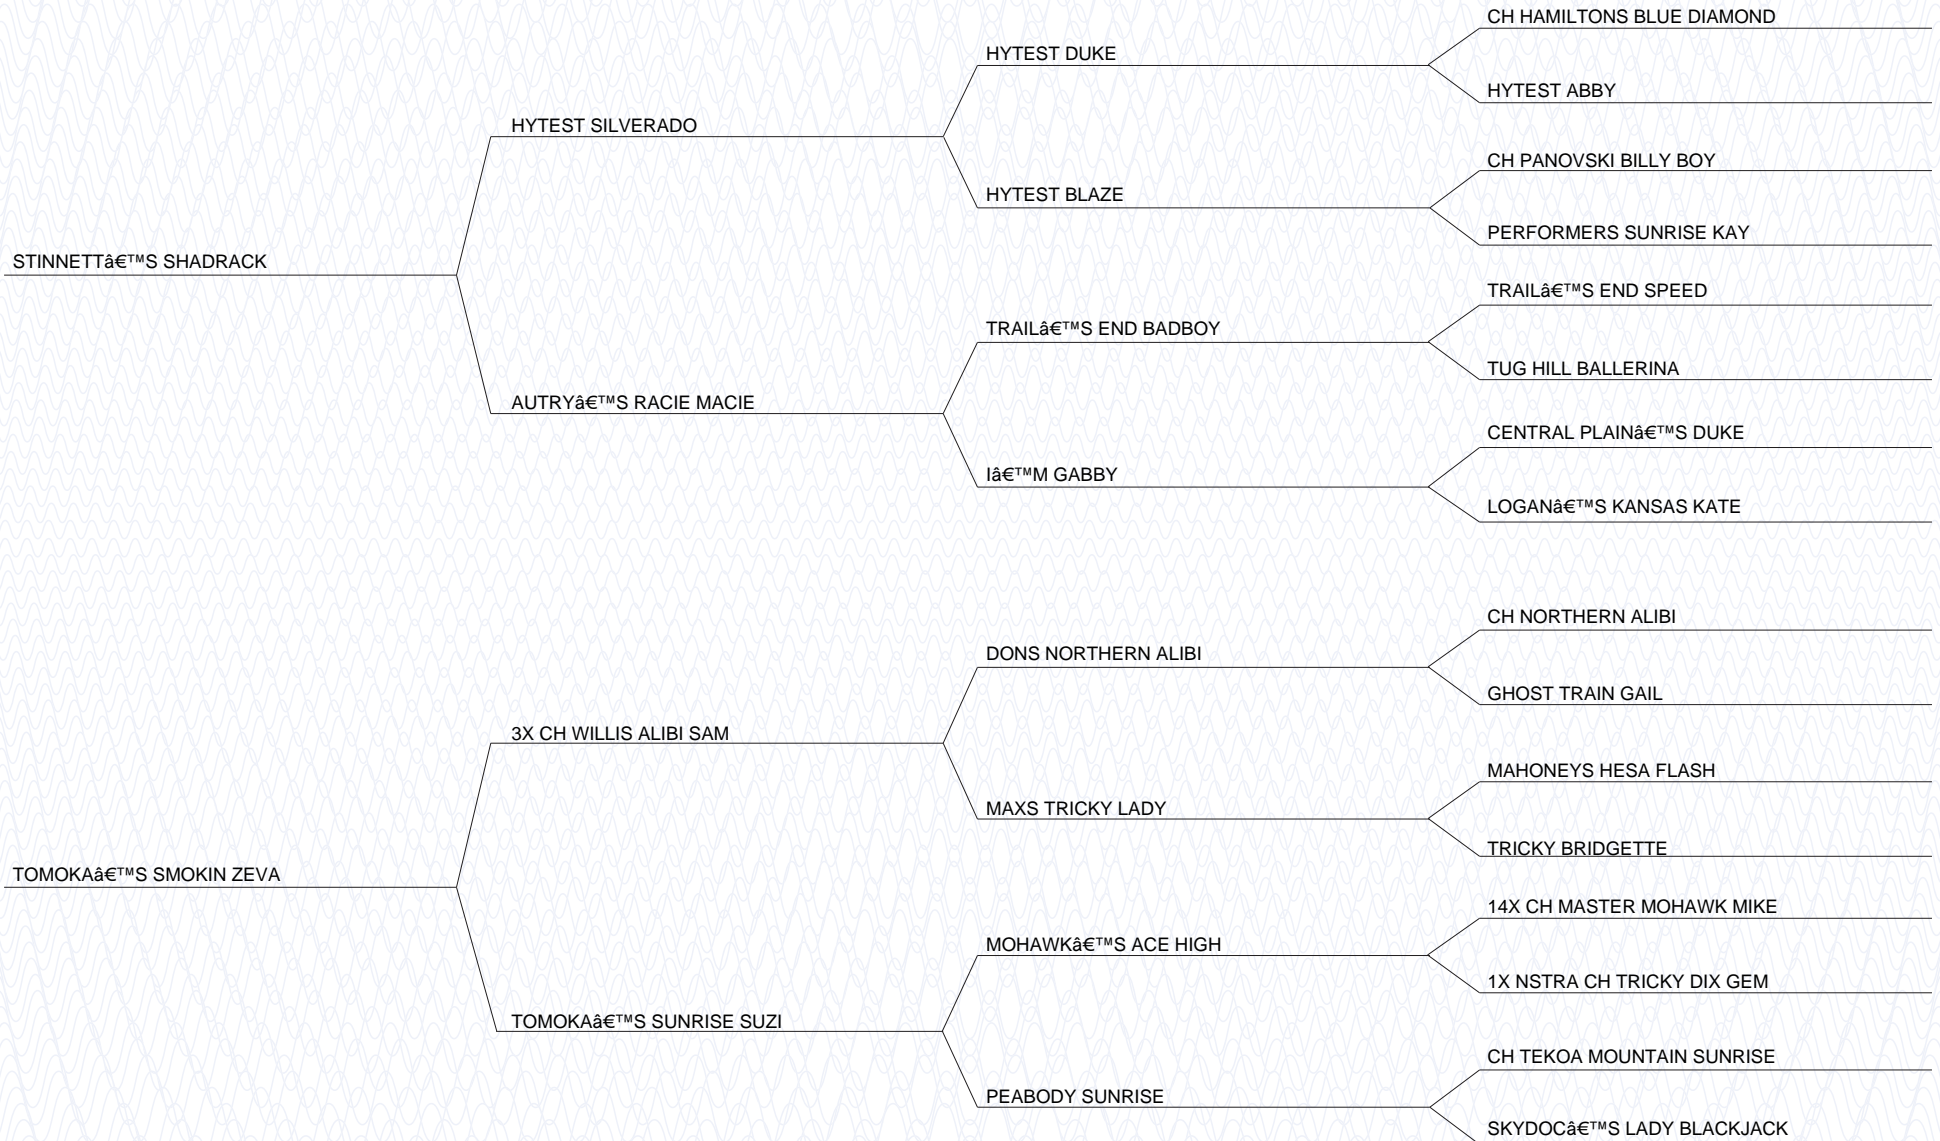 CH HAMILTONS BLUE DIAMOND
HYTEST DUKE
HYTEST ABBY
HYTEST SILVERADO
CH PANOVSKI BILLY BOY
HYTEST BLAZE
PERFORMERS SUNRISE KAY
STINNETTâ€™S SHADRACK
TRAILâ€™S END SPEED
TRAILâ€™S END BADBOY
TUG HILL BALLERINA
AUTRYâ€™S RACIE MACIE
CENTRAL PLAINâ€™S DUKE
Iâ€™M GABBY
LOGANâ€™S KANSAS KATE
CH NORTHERN ALIBI
DONS NORTHERN ALIBI
GHOST TRAIN GAIL
3X CH WILLIS ALIBI SAM
MAHONEYS HESA FLASH
MAXS TRICKY LADY
TRICKY BRIDGETTE
TOMOKAâ€™S SMOKIN ZEVA
14X CH MASTER MOHAWK MIKE
MOHAWKâ€™S ACE HIGH
1X NSTRA CH TRICKY DIX GEM
TOMOKAâ€™S SUNRISE SUZI
CH TEKOA MOUNTAIN SUNRISE
PEABODY SUNRISE
SKYDOCâ€™S LADY BLACKJACK